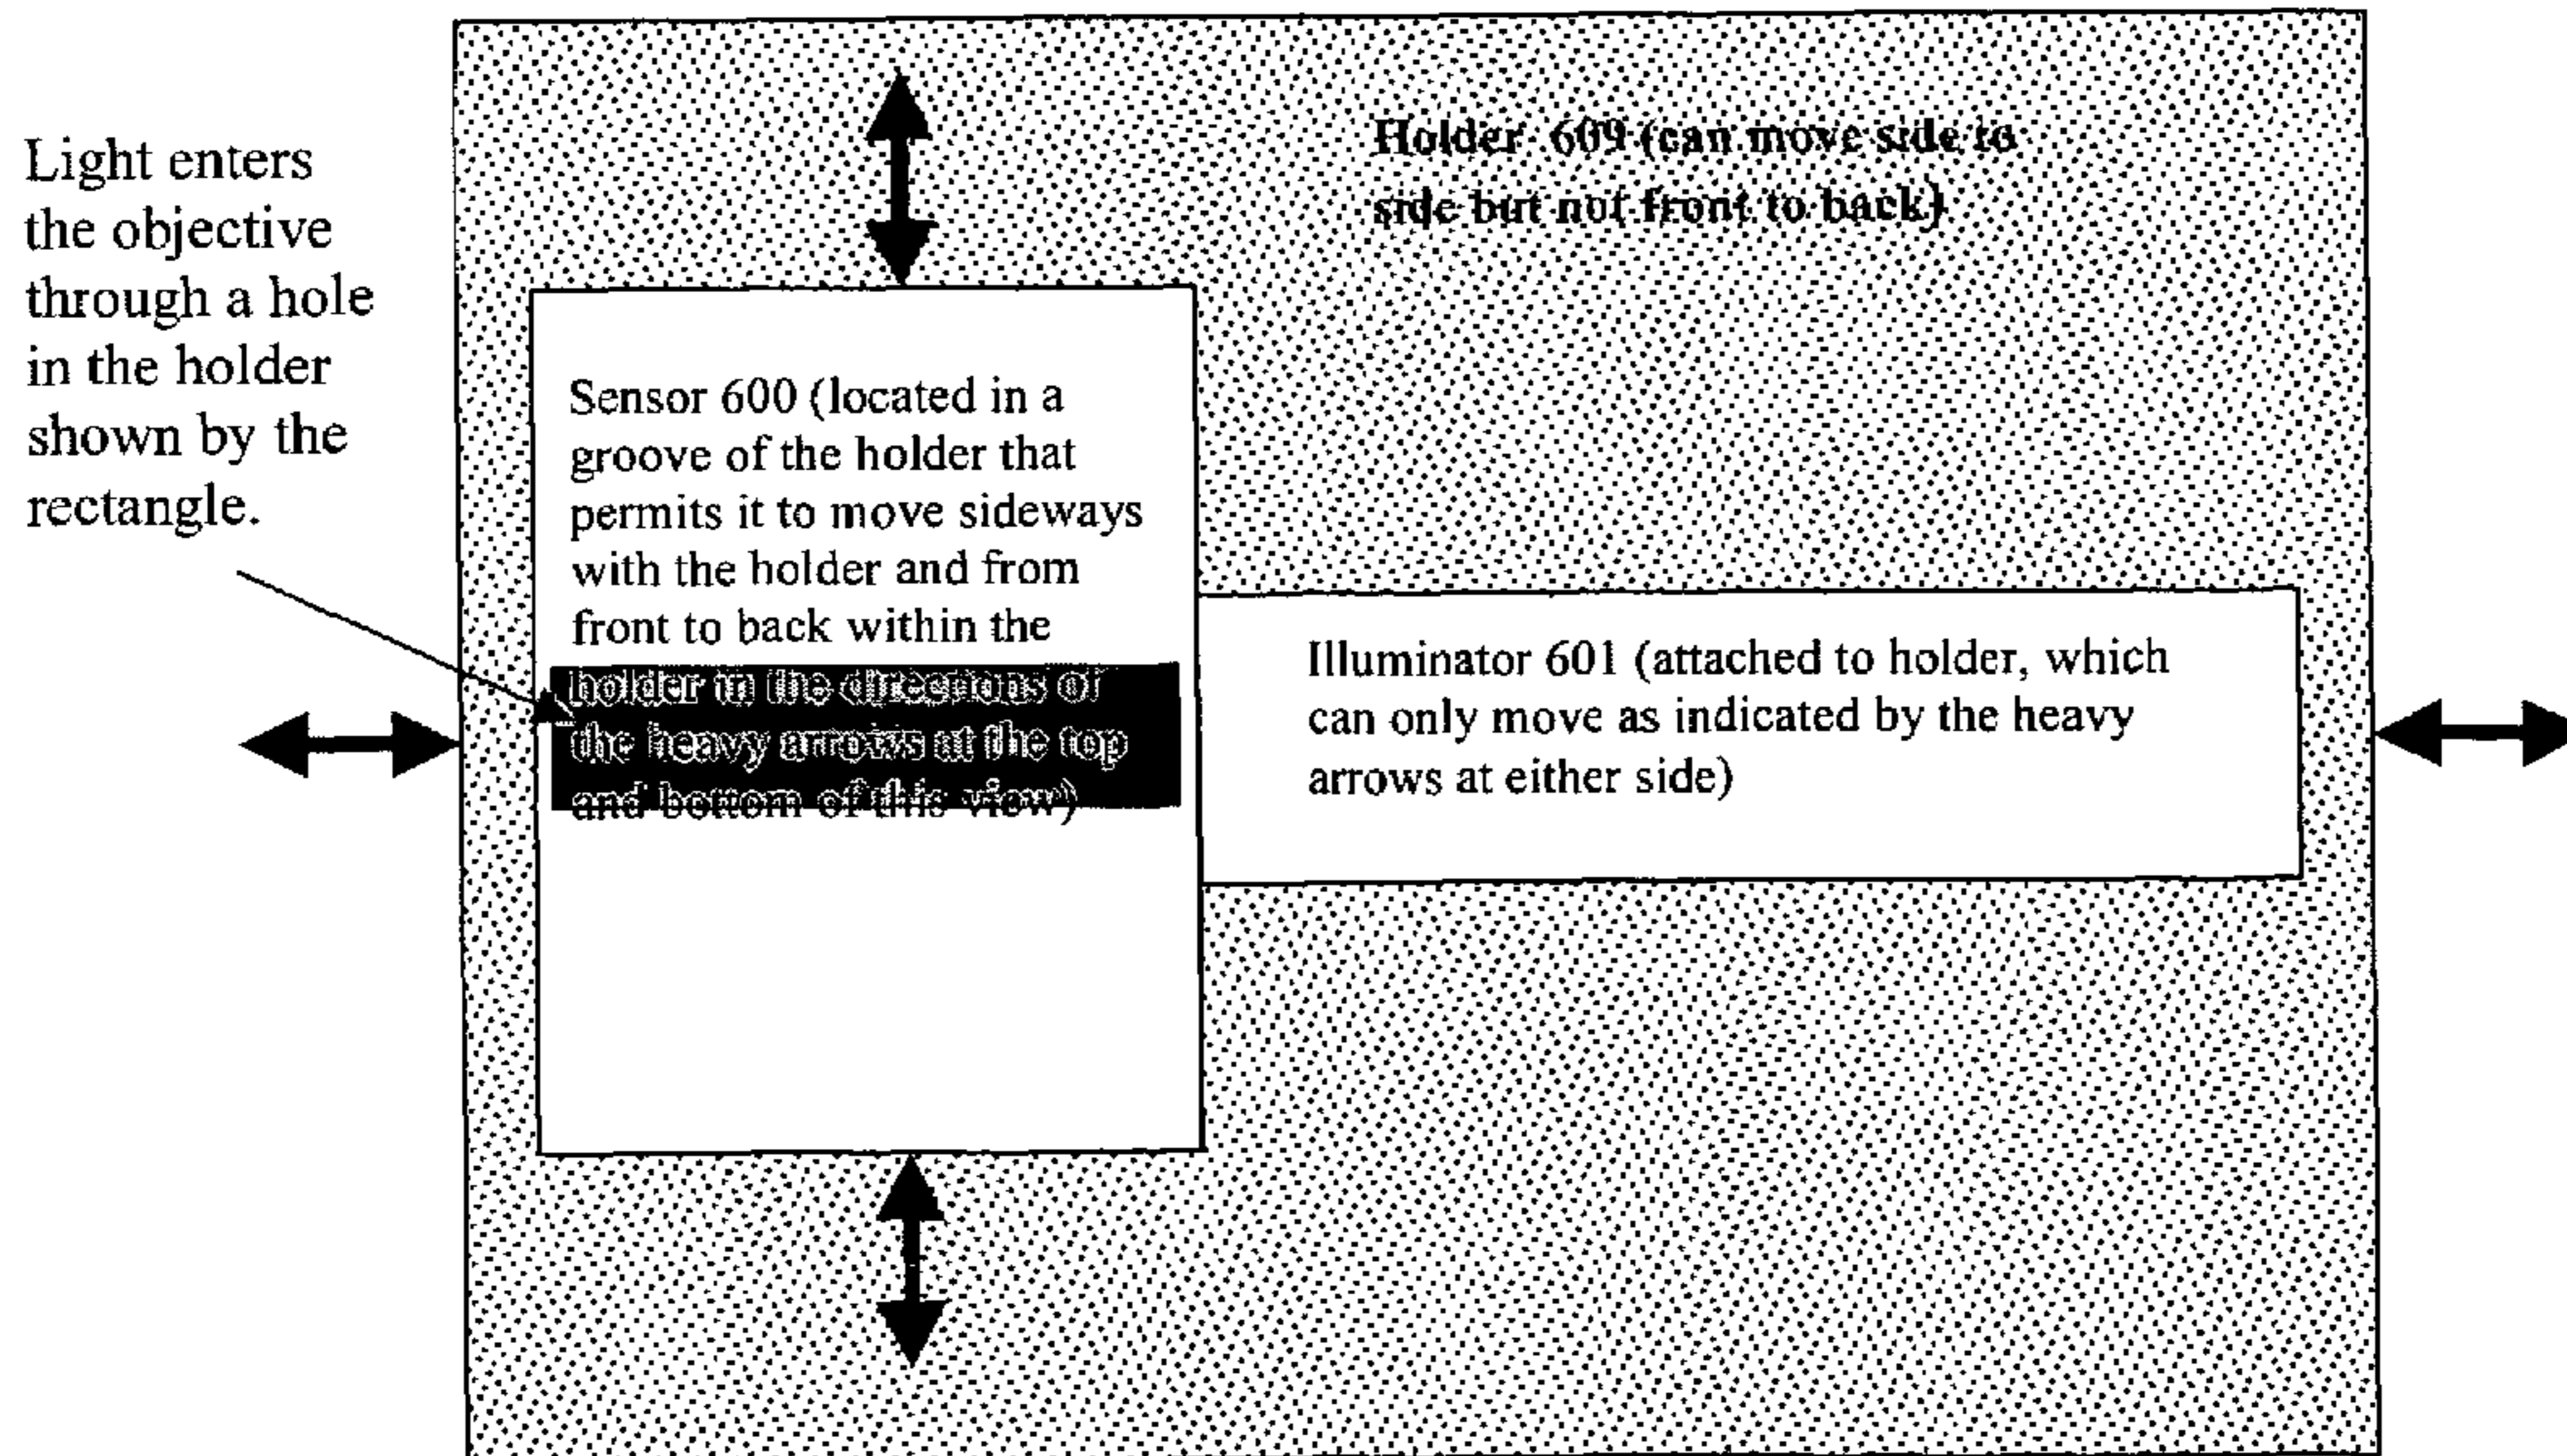 Light enters
the objective
through a hole
in the holder
shown by the
rectangle.
Holder 609 (can move side to
side but not front to back)
Sensor 600 (located in a
groove of the holder that
permits it to move sideways
with the holder and from
front to back within the
holder in the directions of
the heavy arrows at the top
and bottom of this view)
Illuminator 601 (attached to holder, which
can only move as indicated by the heavy
arrows at either side)